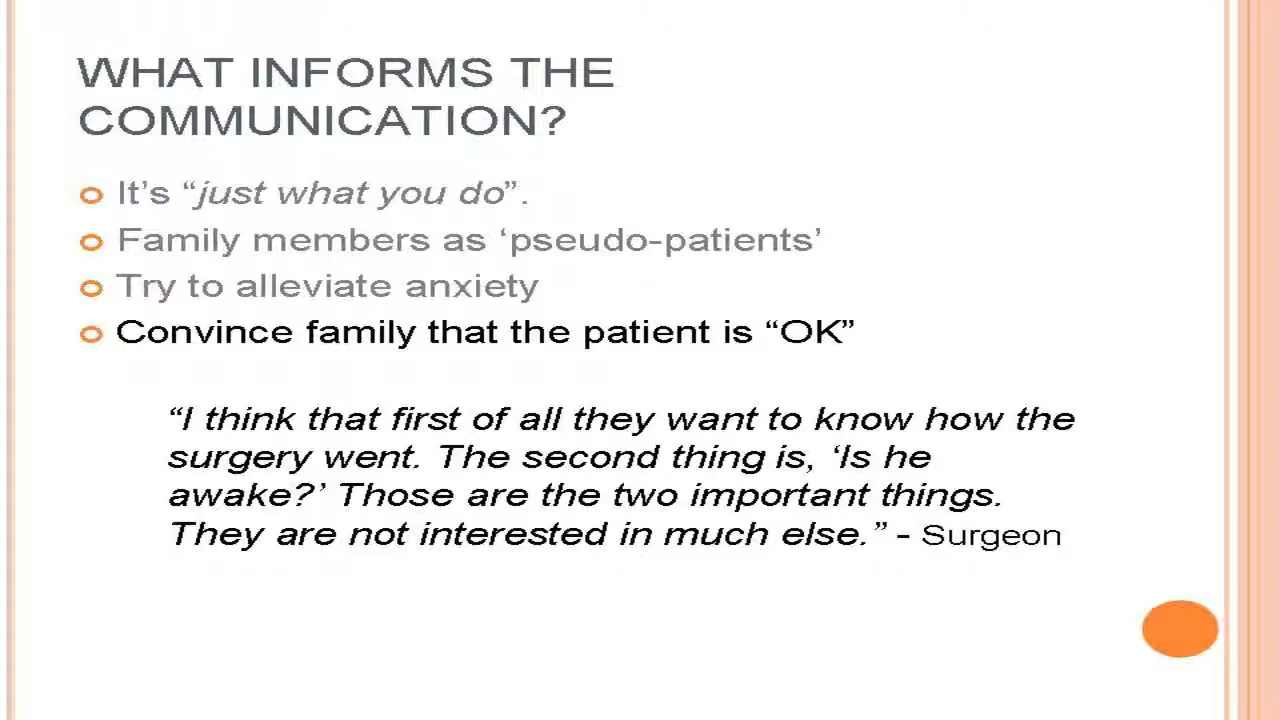 WHAT INFORMS THE
COMMUNICATION?
It's “just what you do”.
Family members as ‘pseudo-patients’
Try to alleviate anxiety
Convince family that the patient is “OK”
“I think that first of all they want to know how the
surgery went. The second thing is, ‘Is he
awake?’ Those are the two important things.
They are not interested in much else.” - Surgeon